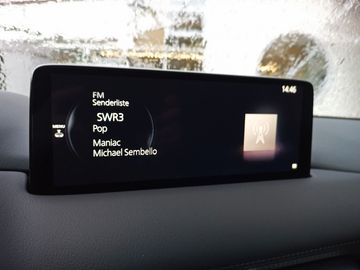 FM
14:46
Senderliste
SWR3
Pop
MENU
Maniac
Michael Sembello